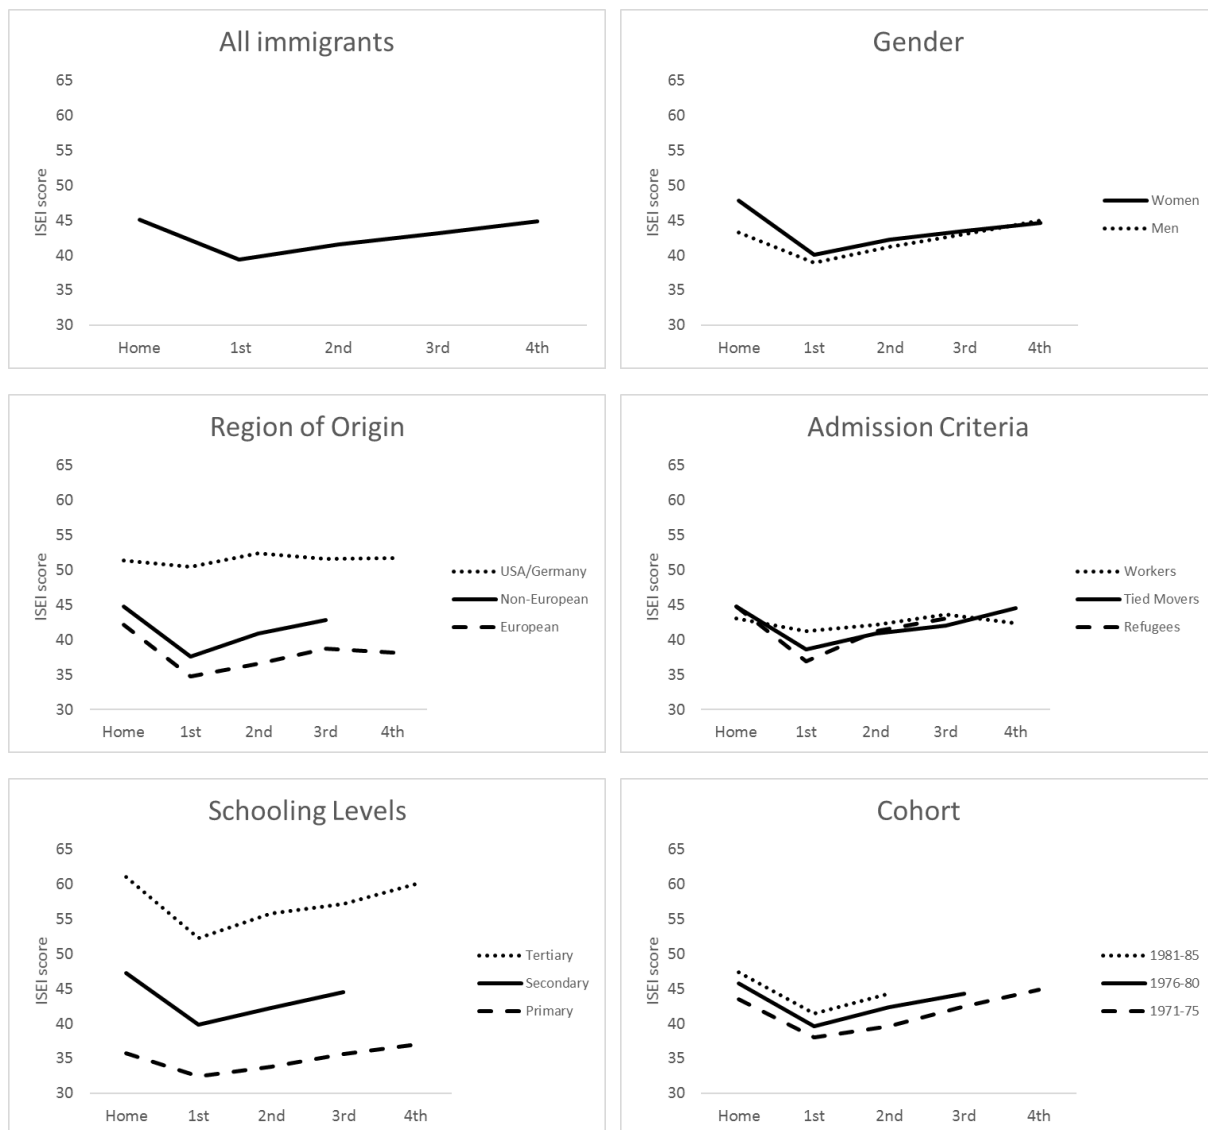 All immigrants
65
60
55
50
45
40
35
30
ISEI score
Home 1st 2nd 3rd 4th
Gender
65
60
55
50
45
40
35
30
ISEI score
Home 1st 2nd 3rd 4th
Women
Men
Region of Origin
65
60
55
50
45
40
35
30
ISEI score
Home 1st 2nd 3rd 4th
USA/Germany
Non-European
European
Admission Criteria
65
60
55
50
45
40
35
30
ISEI score
Home 1st 2nd 3rd 4th
Workers
Tied Movers
Refugees
Schooling Levels
65
60
55
50
45
40
35
30
ISEI score
Home 1st 2nd 3rd 4th
Tertiary
Secondary
Primary
Cohort
65
60
55
50
45
40
35
30
ISEI score
Home 1st 2nd 3rd 4th
1981-85
1976-80
1971-75